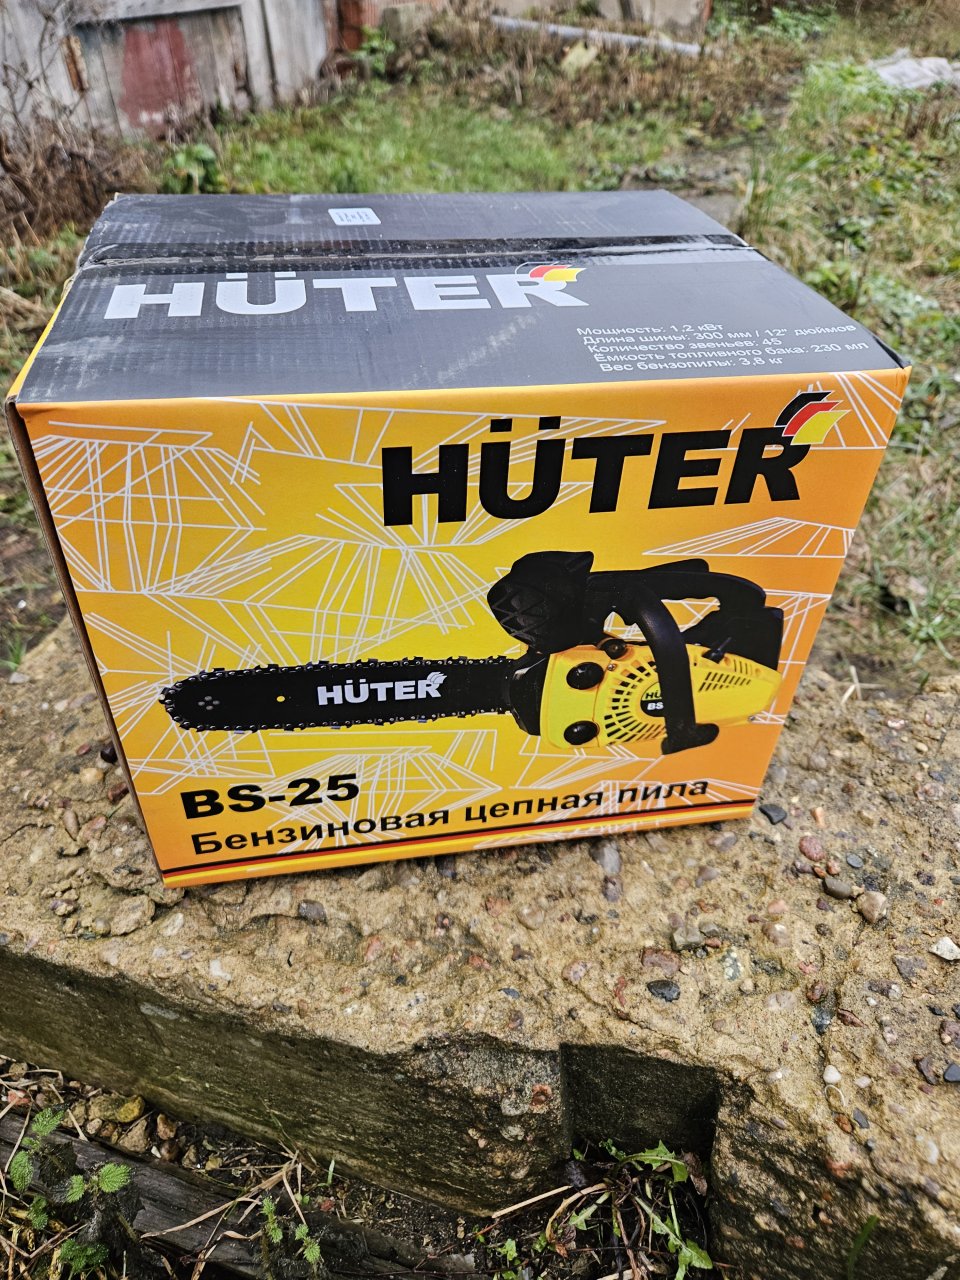 HÜTER
Мощность: 1,2 кВт
Длина шины: 300 мм / 12" дюймов
Количество звеньев: 45
Ёмкость топливного бака: 230 мл
Вес бензопилы: 3,8 кг
HÜTER
HÜTER
BS-25
Бензиновая цепная пила